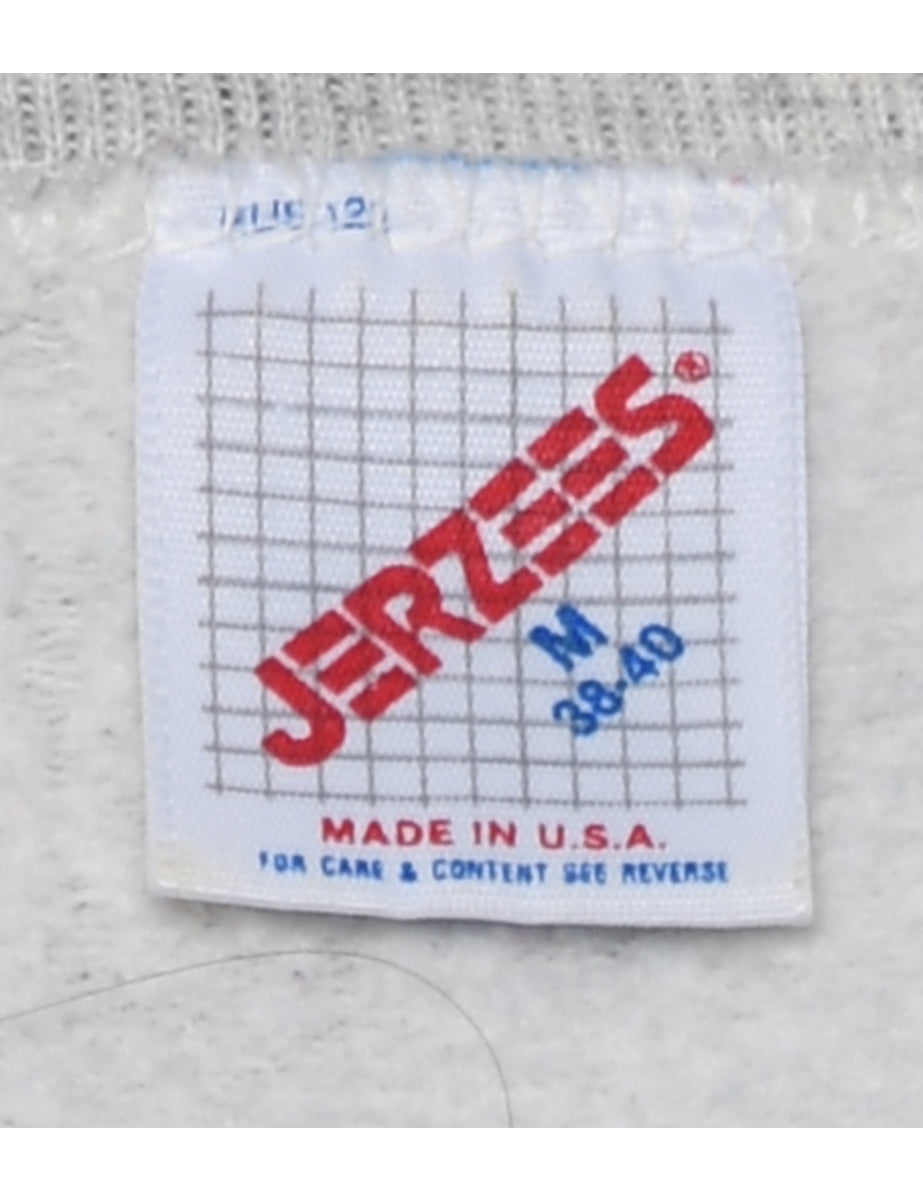 JERZEES®
M
38-40
MADE IN U.S.A.
FOR CARE & CONTENT SEE REVERSE